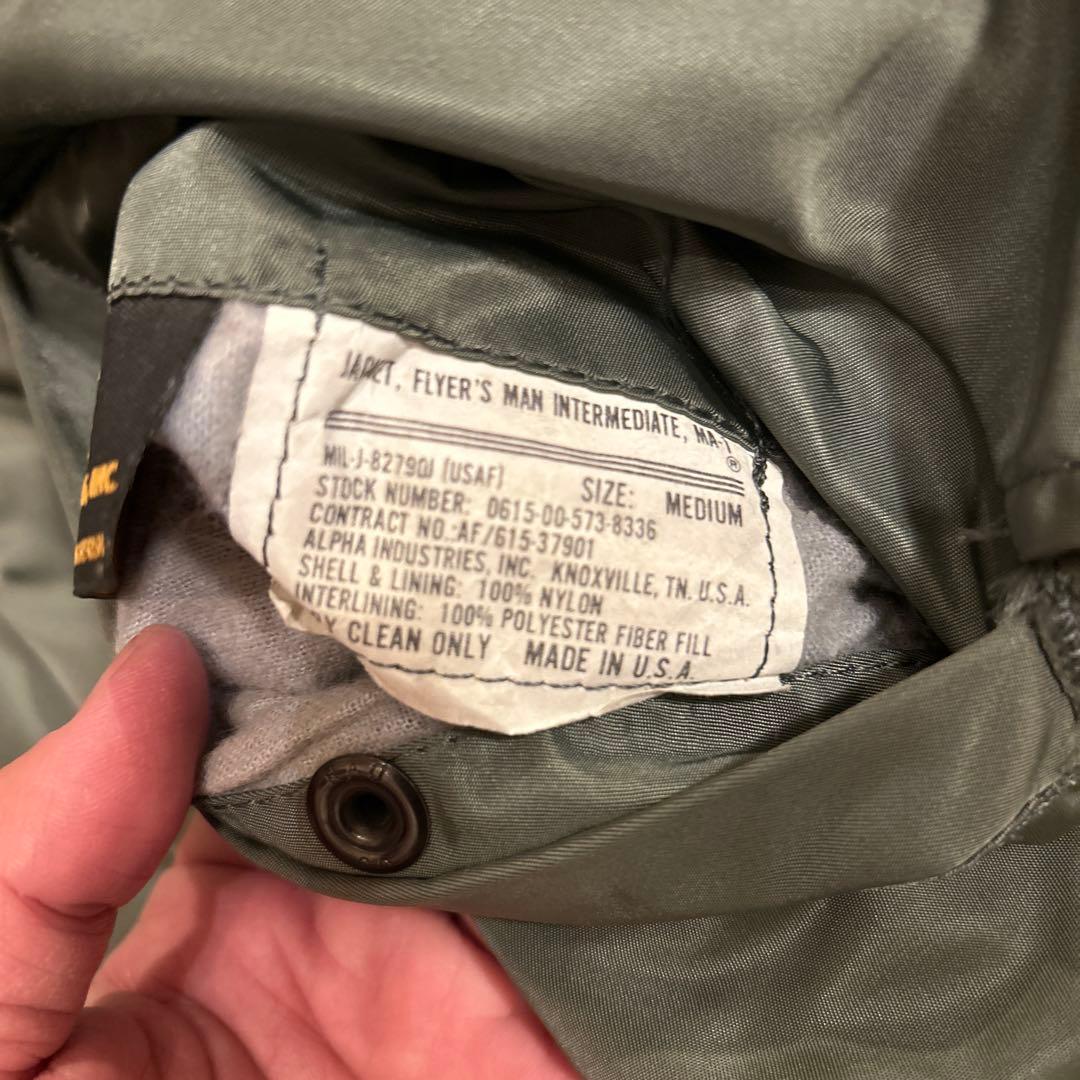 JACKET, FLYER'S MAN INTERMEDIATE, MA-1
®
MIL-J-8279OJ (USAF) SIZE: MEDIUM
STOCK NUMBER: 0615-00-573-8336
CONTRACT NO.:AF/615-37901
ALPHA INDUSTRIES, INC. KNOXVILLE, TN. U.S.A.
SHELL & LINING: 100% NYLON
INTERLINING: 100% POLYESTER FIBER FILL
CLEAN ONLY MADE IN U.S.A.
INC